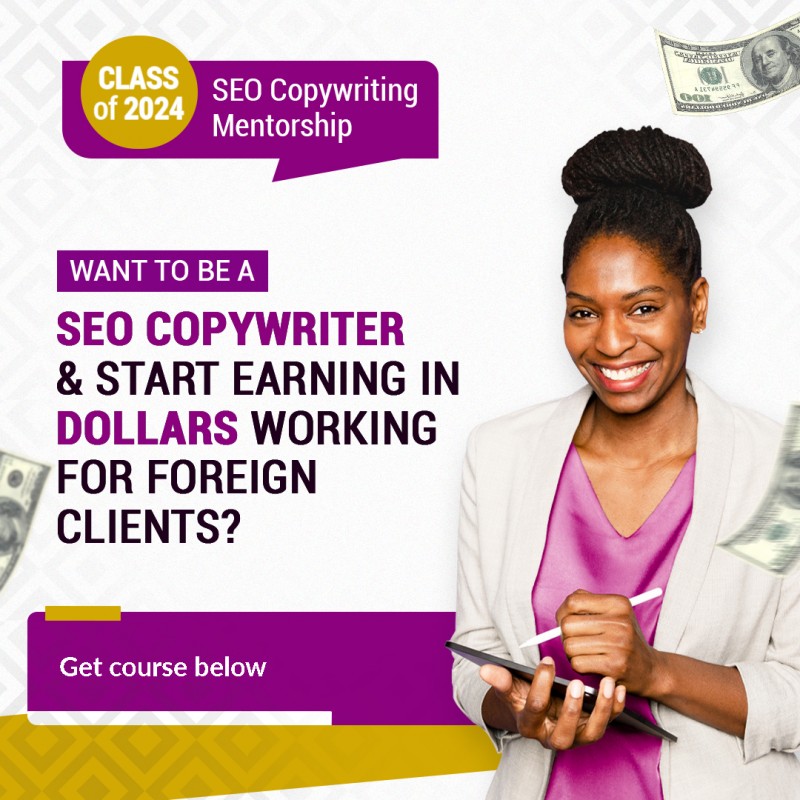 CLASS
of 2024
SEO Copywriting
Mentorship
WANT TO BE A
SEO COPYWRITER
& START EARNING IN
DOLLARS WORKING
FOR FOREIGN
CLIENTS?
Get course below
100